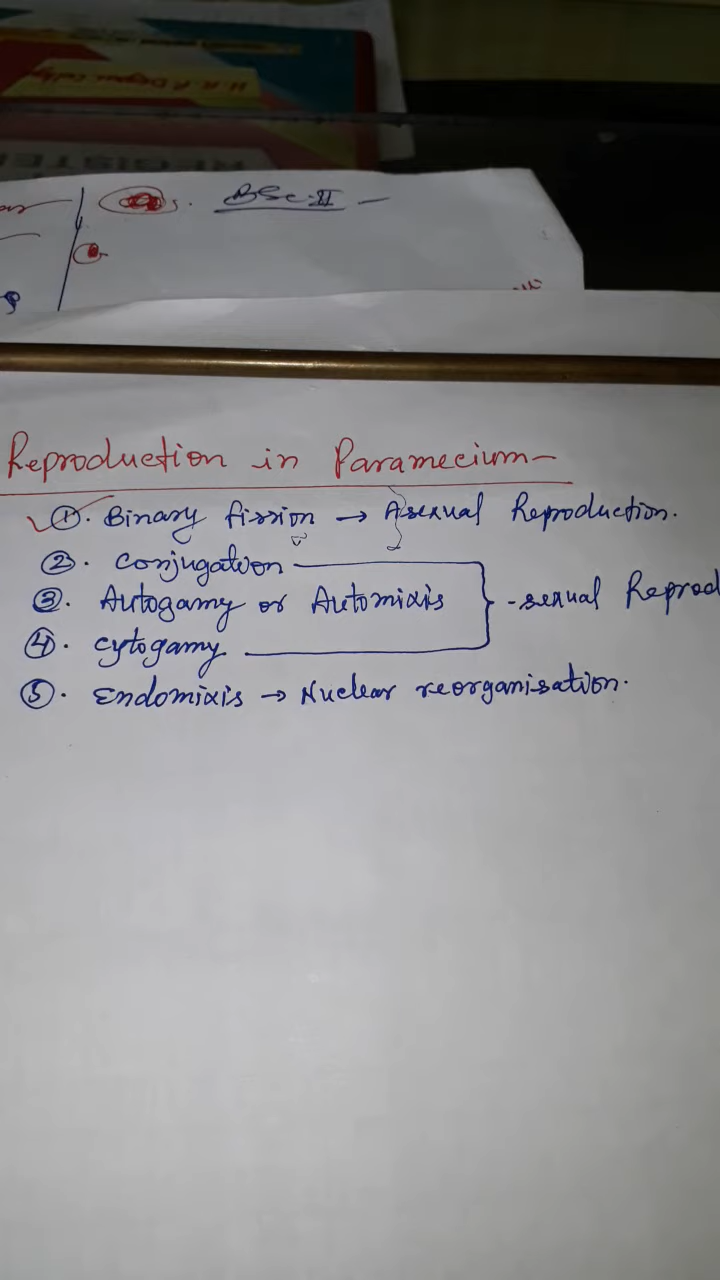 BSc-II -
Reproduction in Paramecium-
①. Binary fission → Asexual Reproduction.
②. conjugation
③. Autogamy or Automixis } - sexual Reprod
④. cytogamy
⑤. Endomixis → Nuclear reorganisation.